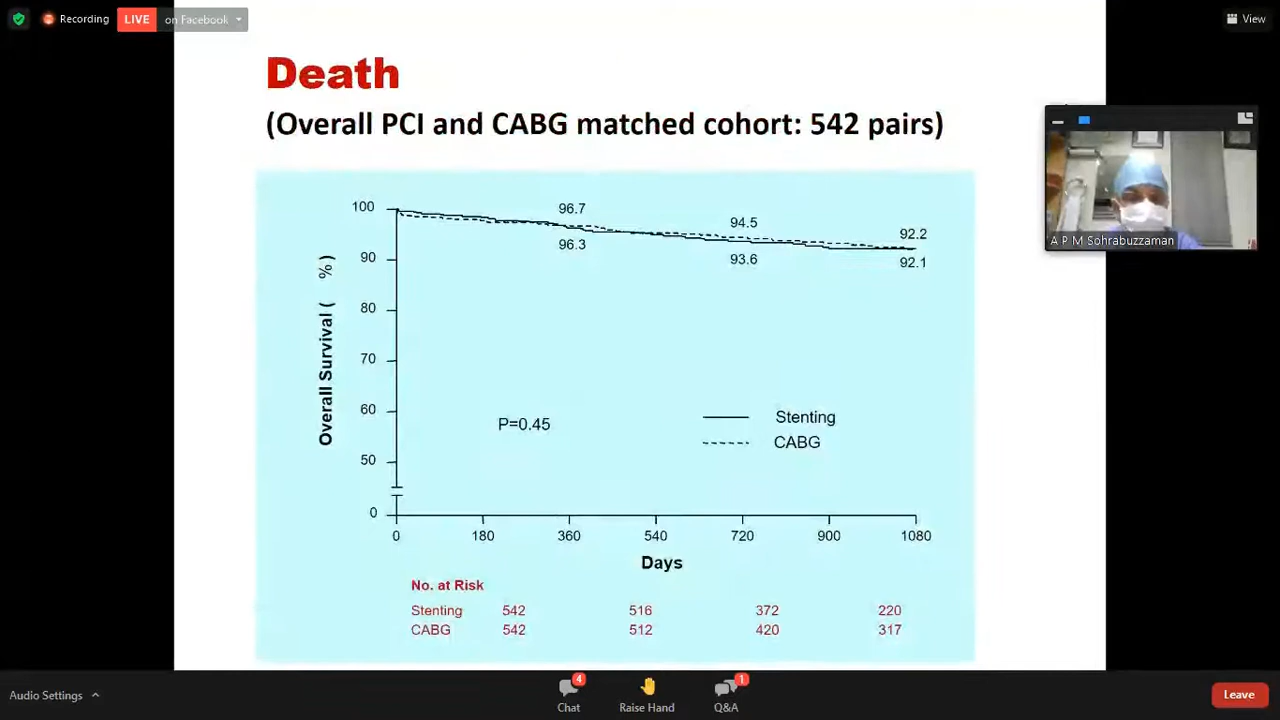 Recording LIVE on Facebook View
Death
(Overall PCI and CABG matched cohort: 542 pairs)
A P M Sohrabuzzaman
100
90
80
70
60
50
0
Overall Survival ( %)
96.7
94.5
92.2
96.3
93.6
92.1
P=0.45
Stenting
CABG
0 180 360 540 720 900 1080
Days
No. at Risk
Stenting 542 516 372 220
CABG 542 512 420 317
Audio Settings
4
1
Chat Raise Hand Q&A
Leave